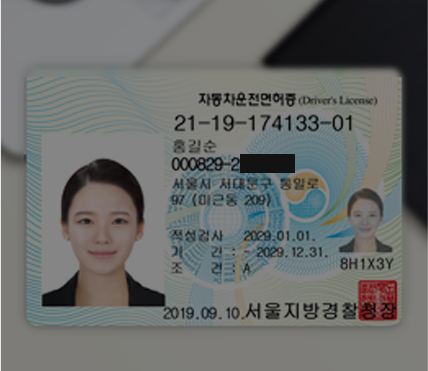 자동차운전면허증 (Driver's License)
21-19-174133-01
홍길순
000829-2
서울시 서대문구 통일로
97 (미근동 209)
적성검사 2029.01.01.
기 간 : ~ 2029.12.31.
조 건 : A
8H1X3Y
2019.09.10. 서울지방경찰청장